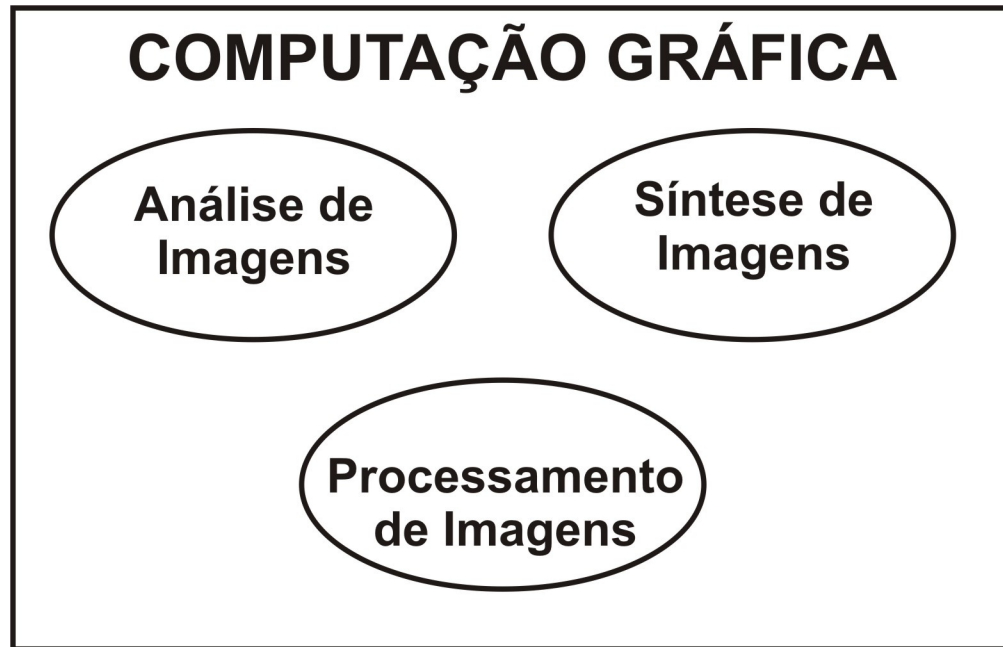 COMPUTAÇÃO GRÁFICA
Análise de
Imagens
Síntese de
Imagens
Processamento
de Imagens